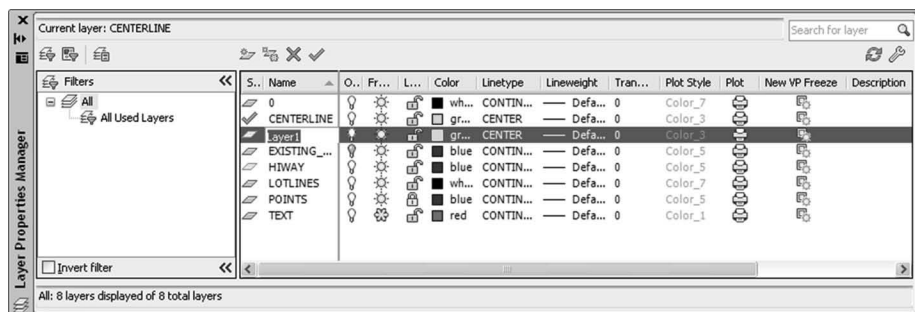 Current layer: CENTERLINE
Search for layer
Filters
S.. Name O.. Fr... L... Color Linetype Lineweight Tran... Plot Style Plot New VP Freeze Description
All
All Used Layers
0 wh... CONTIN... Defa... 0 Color_7
CENTERLINE gr... CENTER Defa... 0 Color_3
Layer1 gr... CENTER Defa... 0 Color_3
EXISTING_... blue CONTIN... Defa... 0 Color_5
HIWAY blue CONTIN... Defa... 0 Color_5
LOTLINES wh... CONTIN... Defa... 0 Color_7
POINTS blue CONTIN... Defa... 0 Color_5
TEXT red CONTIN... Defa... 0 Color_1
Invert filter
All: 8 layers displayed of 8 total layers
Layer Properties Manager